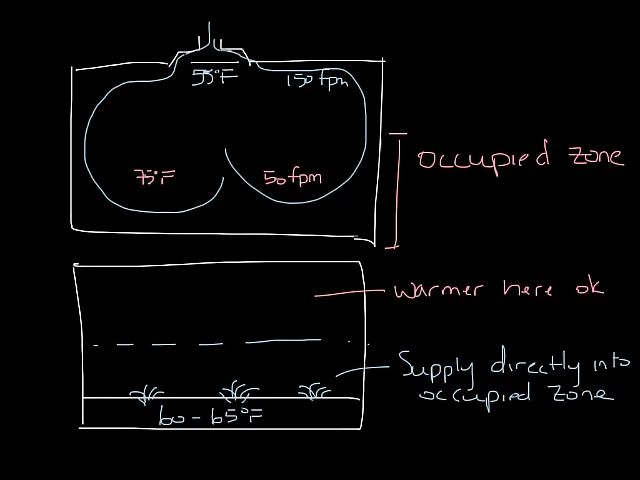 55°F
150 fpm
75°F
50 fpm
occupied zone
warmer here ok
Supply directly into
occupied zone
60-65°F